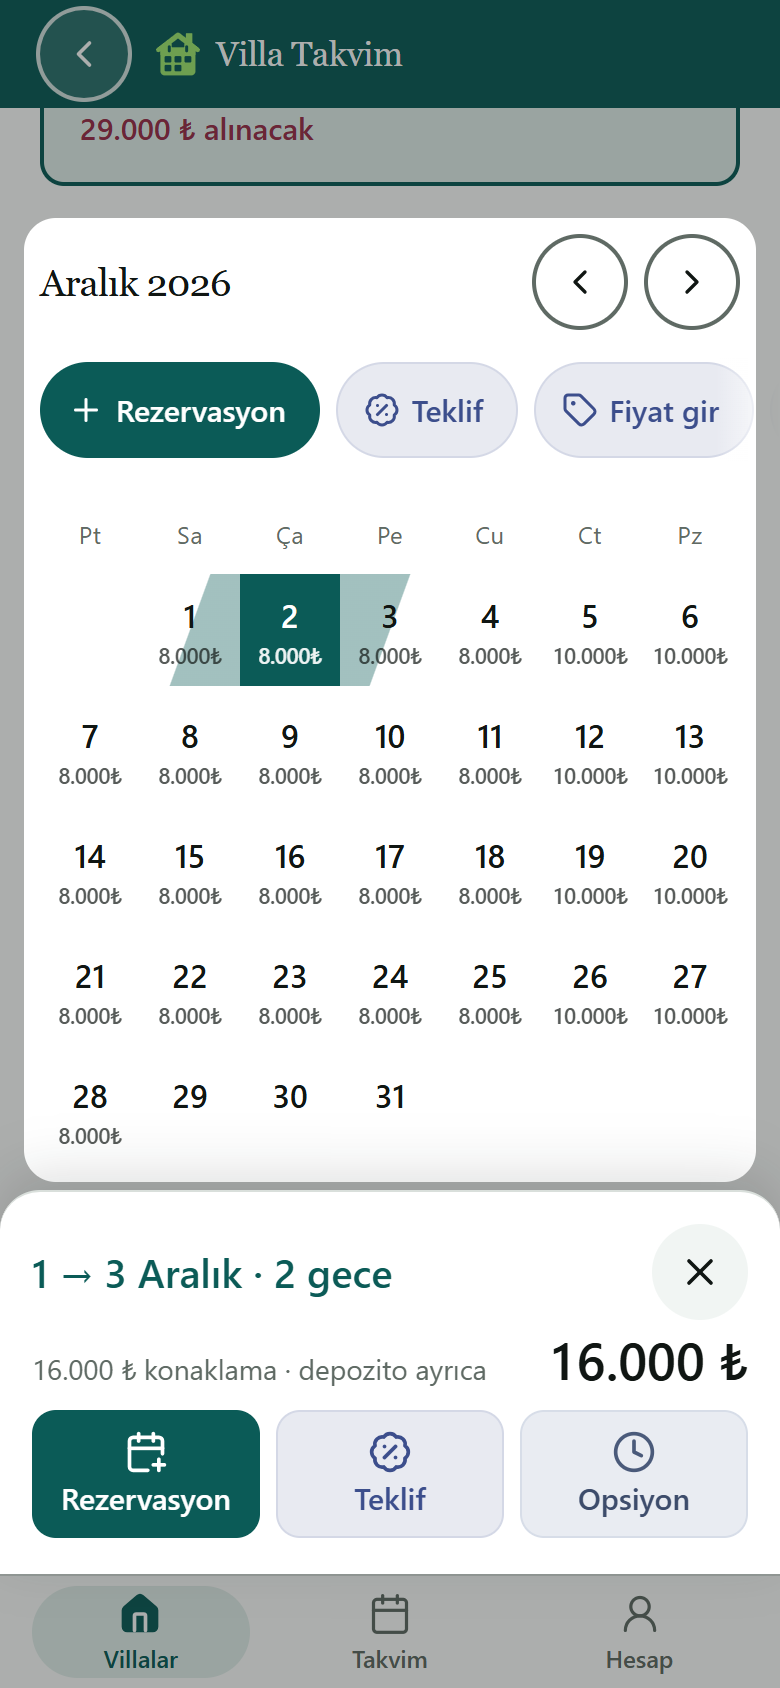 Villa Takvim
29.000 ₺ alınacak
Aralık 2026
Rezervasyon Teklif Fiyat gir
Pt Sa Ça Pe Cu Ct Pz
1 2 3 4 5 6
8.000₺ 8.000₺ 8.000₺ 8.000₺ 10.000₺ 10.000₺
7 8 9 10 11 12 13
8.000₺ 8.000₺ 8.000₺ 8.000₺ 8.000₺ 10.000₺ 10.000₺
14 15 16 17 18 19 20
8.000₺ 8.000₺ 8.000₺ 8.000₺ 8.000₺ 10.000₺ 10.000₺
21 22 23 24 25 26 27
8.000₺ 8.000₺ 8.000₺ 8.000₺ 8.000₺ 10.000₺ 10.000₺
28 29 30 31
8.000₺
1 → 3 Aralık · 2 gece
16.000 ₺ konaklama · depozito ayrıca 16.000 ₺
Rezervasyon Teklif Opsiyon
Villalar Takvim Hesap